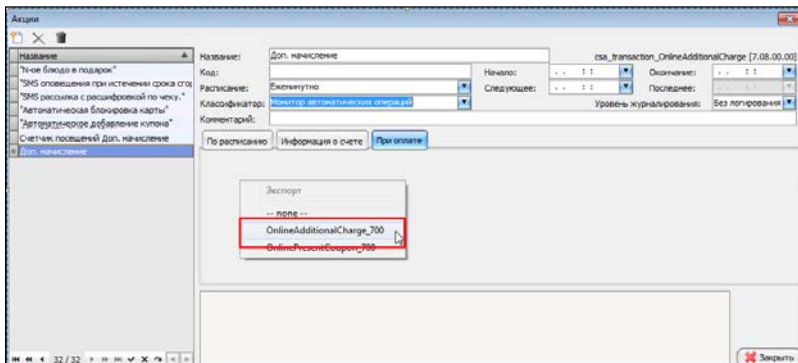 Акции
Название
"N-ое блюдо в подарок"
"SMS оповещения при истечении срока сгор
"SMS рассылка с расшифровкой по чеку."
"Автоматическая блокировка карты"
"Автоматическое добавление купона"
Счетчик посещений Доп. начисление
Доп. начисление
32/32
Название: Доп. начисление csa_transaction_OnlineAdditionalCharge [7.08.00.00]
Код: Начало: . . : : Окончание: . . : :
Расписание: Ежеминутно Следующее: . . : : Последнее: . . : :
Классификатор: Монитор автоматических операций Уровень журналирования: Без логирования
Комментарий:
По расписанию Информация о счете При оплате
Экспорт
-- none --
OnlineAdditionalCharge_700
OnlinePresentCoupon_700
Закрыто